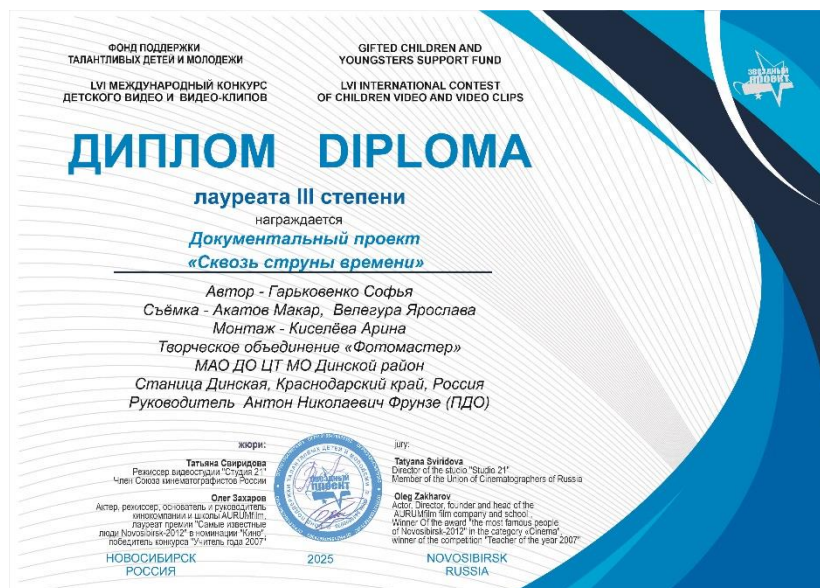 ФОНД ПОДДЕРЖКИ
ТАЛАНТЛИВЫХ ДЕТЕЙ И МОЛОДЕЖИ
LVI МЕЖДУНАРОДНЫЙ КОНКУРС
ДЕТСКОГО ВИДЕО И ВИДЕО-КЛИПОВ
GIFTED CHILDREN AND
YOUNGSTERS SUPPORT FUND
LVI INTERNATIONAL CONTEST
OF CHILDREN VIDEO AND VIDEO CLIPS
ЗВЕЗДНЫЙ
ПРОЕКТ
ДИПЛОМ DIPLOMA
лауреата III степени
награждается
Документальный проект
«Сквозь струны времени»
Автор - Гарьковенко Софья
Съёмка - Акатов Макар, Велегура Ярослава
Монтаж - Киселёва Арина
Творческое объединение «Фотомастер»
МАО ДО ЦТ МО Динской район
Станица Динская, Краснодарский край, Россия
Руководитель Антон Николаевич Фрунзе (ПДО)
жюри:
Татьяна Свиридова
Режиссер видеостудии "Студия 21"
Член Союза кинематографистов России
Олег Захаров
Актер, режиссер, основатель и руководитель
кинокомпании и школы AURUMfilm,
лауреат премии "Самые известные
люди Novosibirsk-2012" в номинации "Кино",
победитель конкурса "Учитель года 2007"
ЗВЕЗДНЫЙ
ПРОЕКТ
jury:
Tatyana Sviridova
Director of the studio "Studio 21"
Member of the Union of Cinematographers of Russia
Oleg Zakharov
Actor, Director, founder and head of the
AURUMfilm film company and school,
Winner Of the award "the most famous people
of Novosibirsk-2012" in the category «Cinema",
winner of the competition "Teacher of the year 2007"
НОВОСИБИРСК
РОССИЯ
2025
NOVOSIBIRSK
RUSSIA